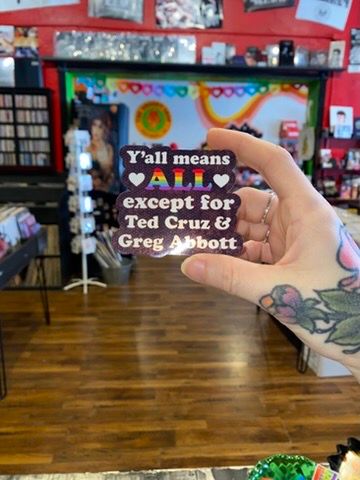 Y'all means
ALL
except for
Ted Cruz &
Greg Abbott